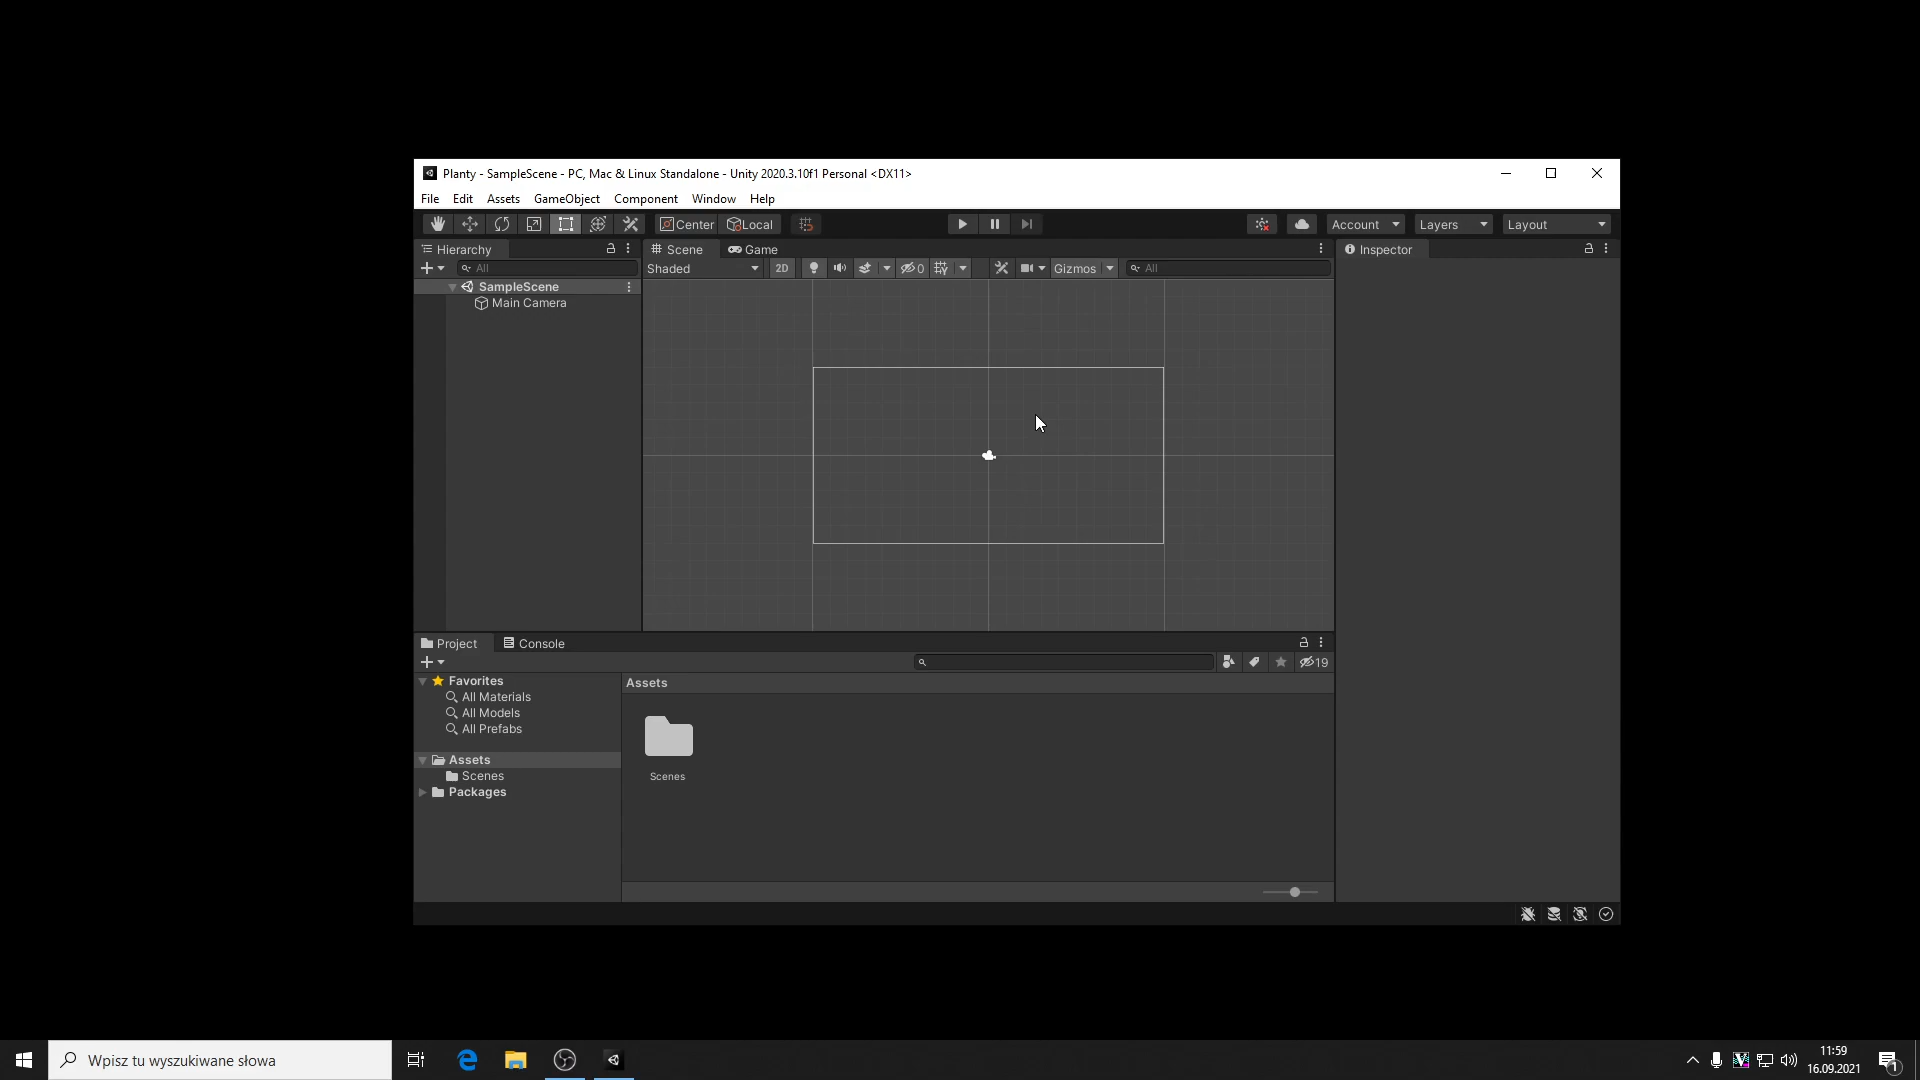 Planty - SampleScene - PC, Mac & Linux Standalone - Unity 2020.3.10f1 Personal <DX11>
File Edit Assets GameObject Component Window Help
Center Local Account Layers Layout
Hierarchy Scene Game Inspector
All Shaded 2D 0 Gizmos All
SampleScene
Main Camera
Project Console
19
Favorites Assets
All Materials
All Models
All Prefabs
Assets
Scenes Scenes
Packages
Wpisz tu wyszukiwane słowa
11:59
16.09.2021
1